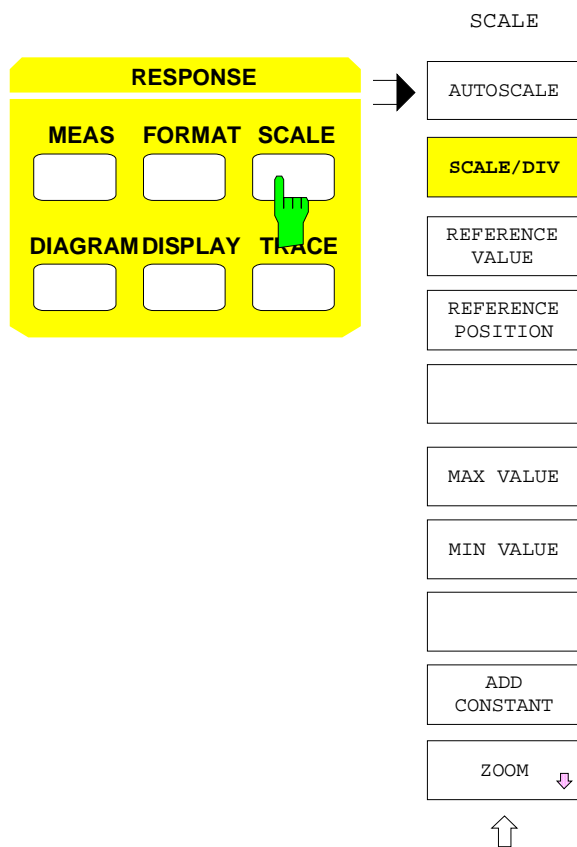 SCALE
RESPONSE
MEAS FORMAT SCALE
DIAGRAM DISPLAY TRACE
AUTOSCALE
SCALE/DIV
REFERENCE
VALUE
REFERENCE
POSITION
MAX VALUE
MIN VALUE
ADD
CONSTANT
ZOOM